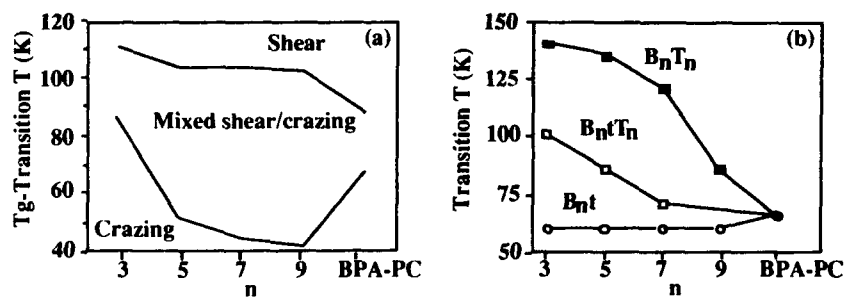 Tg-Transition T (K)
120
100
80
60
40
(a)
Shear
Mixed shear/crazing
Crazing
3 5 7 9 BPA-PC
n
Transition T (K)
150
125
100
75
50
(b)
BnTn
BntTn
Bnt
3 5 7 9 BPA-PC
n